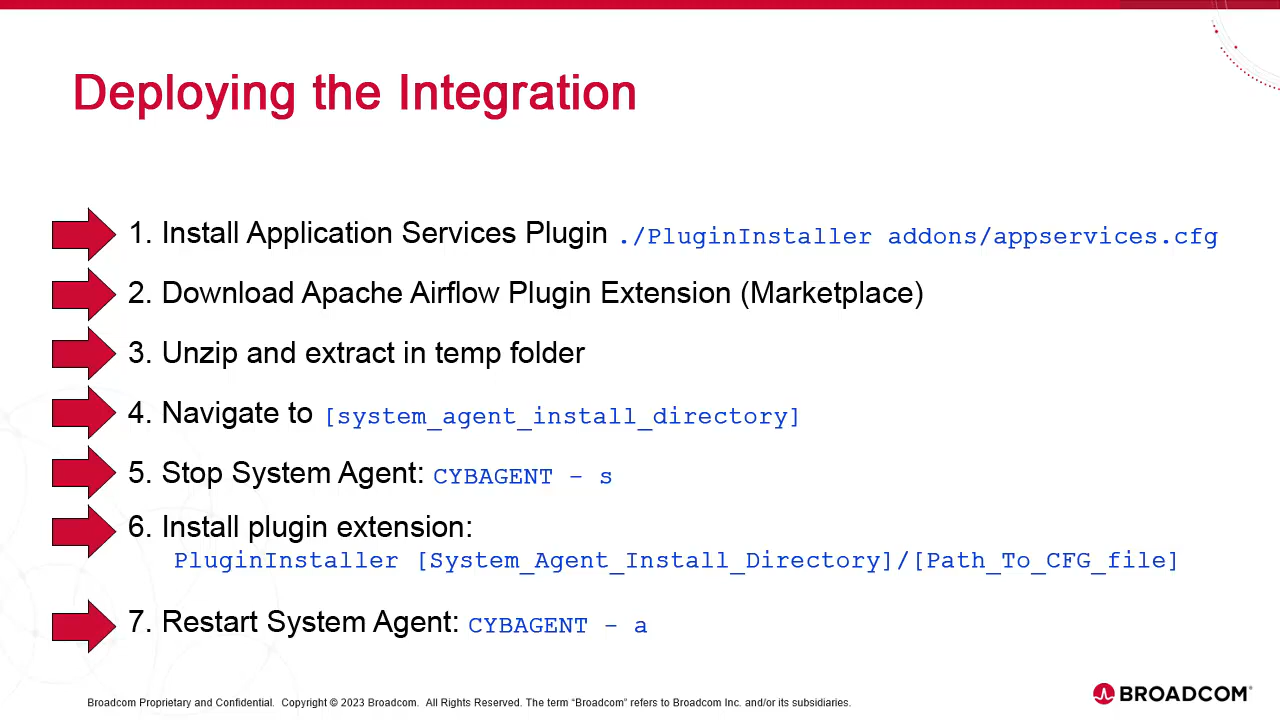 Deploying the Integration
1. Install Application Services Plugin ./PluginInstaller addons/appservices.cfg
2. Download Apache Airflow Plugin Extension (Marketplace)
3. Unzip and extract in temp folder
4. Navigate to [system_agent_install_directory]
5. Stop System Agent: CYBAGENT – s
6. Install plugin extension:
PluginInstaller [System_Agent_Install_Directory]/[Path_To_CFG_file]
7. Restart System Agent: CYBAGENT – a
Broadcom Proprietary and Confidential. Copyright © 2023 Broadcom. All Rights Reserved. The term “Broadcom” refers to Broadcom Inc. and/or its subsidiaries.
BROADCOM®